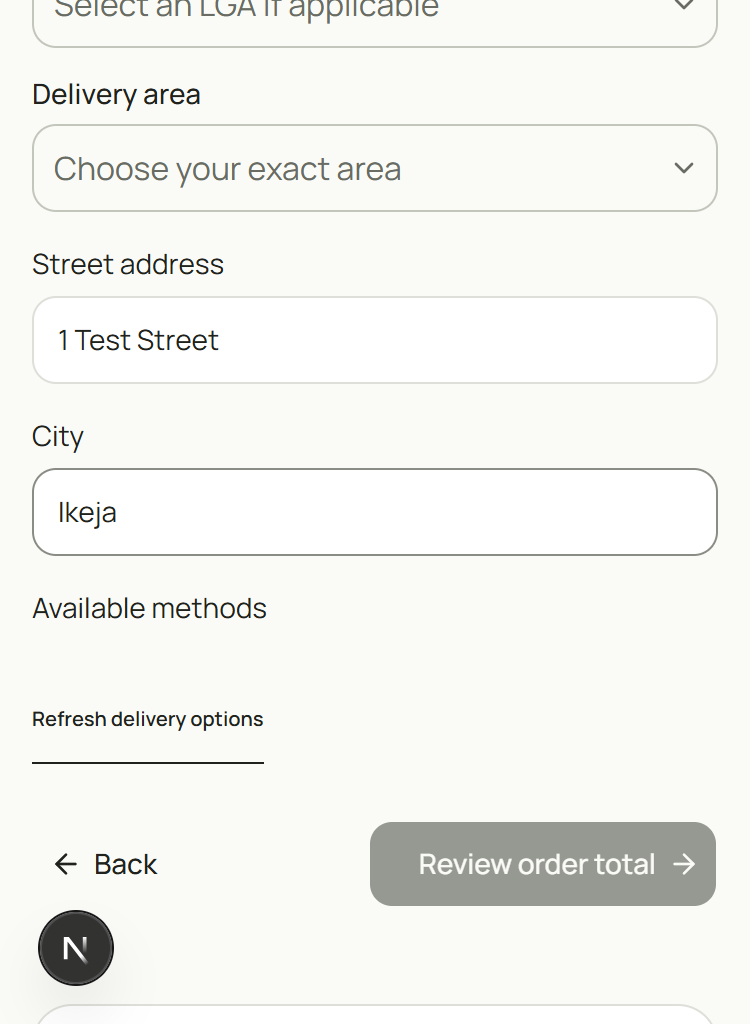 Select an LGA if applicable
Delivery area
Choose your exact area
Street address
1 Test Street
City
Ikeja
Available methods
Refresh delivery options
Back
Review order total
N